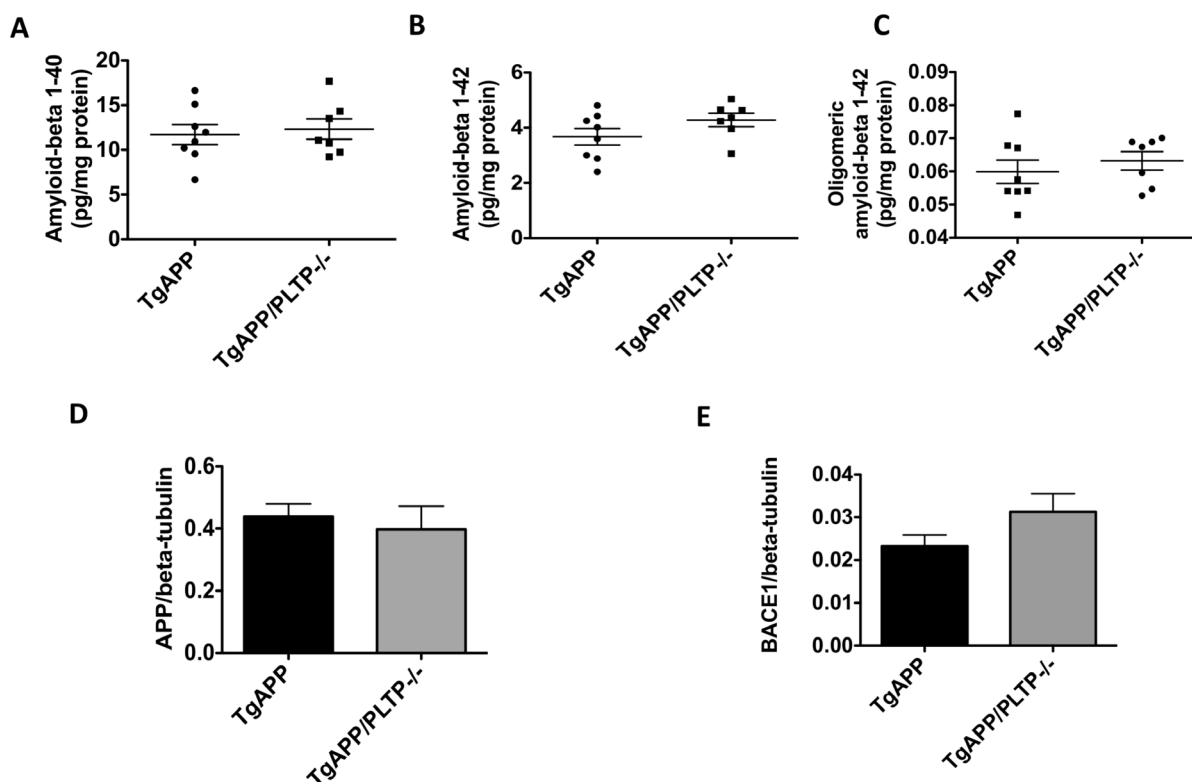 A
Amyloid-beta 1-40
(pg/mg protein)
20
15
10
5
0
TgAPP
TgAPP/PLTP-/-
B
Amyloid-beta 1-42
(pg/mg protein)
6
4
2
0
TgAPP
TgAPP/PLTP-/-
C
Oligomeric
amyloid-beta 1-42
(pg/mg protein)
0.09
0.08
0.07
0.06
0.05
0.04
TgAPP
TgAPP/PLTP-/-
D
APP/beta-tubulin
0.6
0.4
0.2
0.0
TgAPP
TgAPP/PLTP-/-
E
BACE1/beta-tubulin
0.04
0.03
0.02
0.01
0.00
TgAPP
TgAPP/PLTP-/-